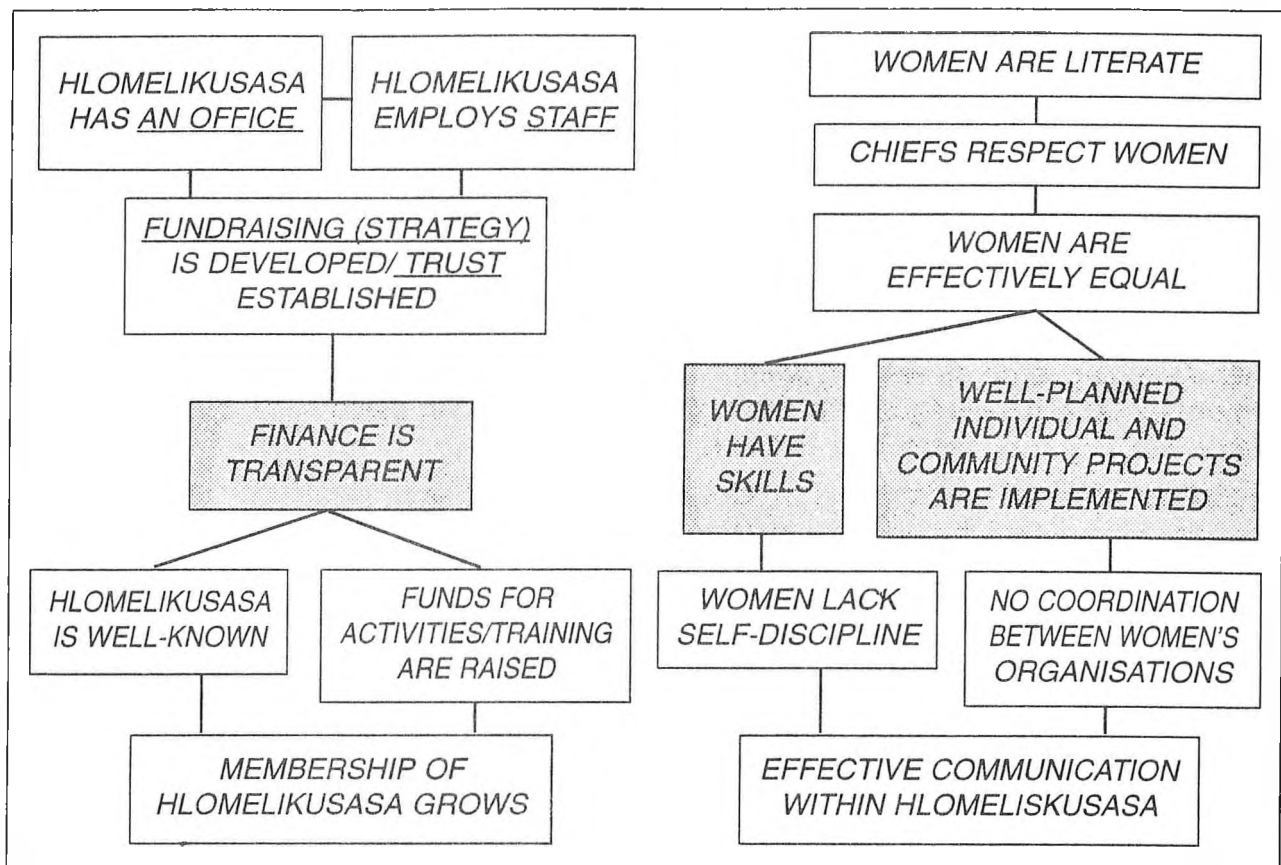 HLOMELIKUSASA
HAS AN OFFICE
HLOMELIKUSASA
EMPLOYS STAFF
FUNDRAISING (STRATEGY)
IS DEVELOPED/ TRUST
ESTABLISHED
FINANCE IS
TRANSPARENT
HLOMELIKUSASA
IS WELL-KNOWN
FUNDS FOR
ACTIVITIES/TRAINING
ARE RAISED
MEMBERSHIP OF
HLOMELIKUSASA GROWS
WOMEN ARE LITERATE
CHIEFS RESPECT WOMEN
WOMEN ARE
EFFECTIVELY EQUAL
WOMEN
HAVE
SKILLS
WELL-PLANNED
INDIVIDUAL AND
COMMUNITY PROJECTS
ARE IMPLEMENTED
WOMEN LACK
SELF-DISCIPLINE
NO COORDINATION
BETWEEN WOMEN'S
ORGANISATIONS
EFFECTIVE COMMUNICATION
WITHIN HLOMELISKUSASA